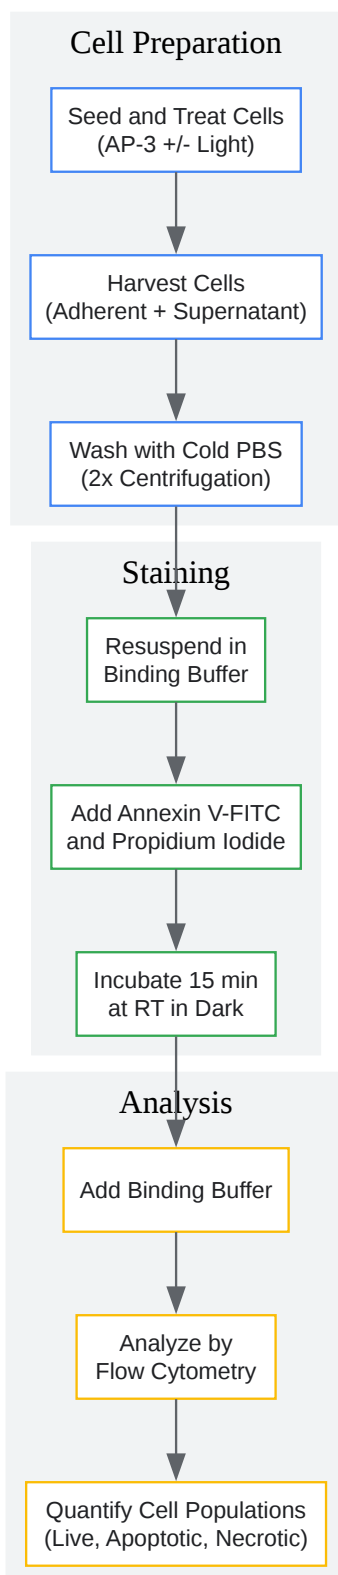 Cell Preparation
Seed and Treat Cells
(AP-3 +/- Light)
Harvest Cells
(Adherent + Supernatant)
Wash with Cold PBS
(2x Centrifugation)
Staining
Resuspend in
Binding Buffer
Add Annexin V-FITC
and Propidium Iodide
Incubate 15 min
at RT in Dark
Analysis
Add Binding Buffer
Analyze by
Flow Cytometry
Quantify Cell Populations
(Live, Apoptotic, Necrotic)